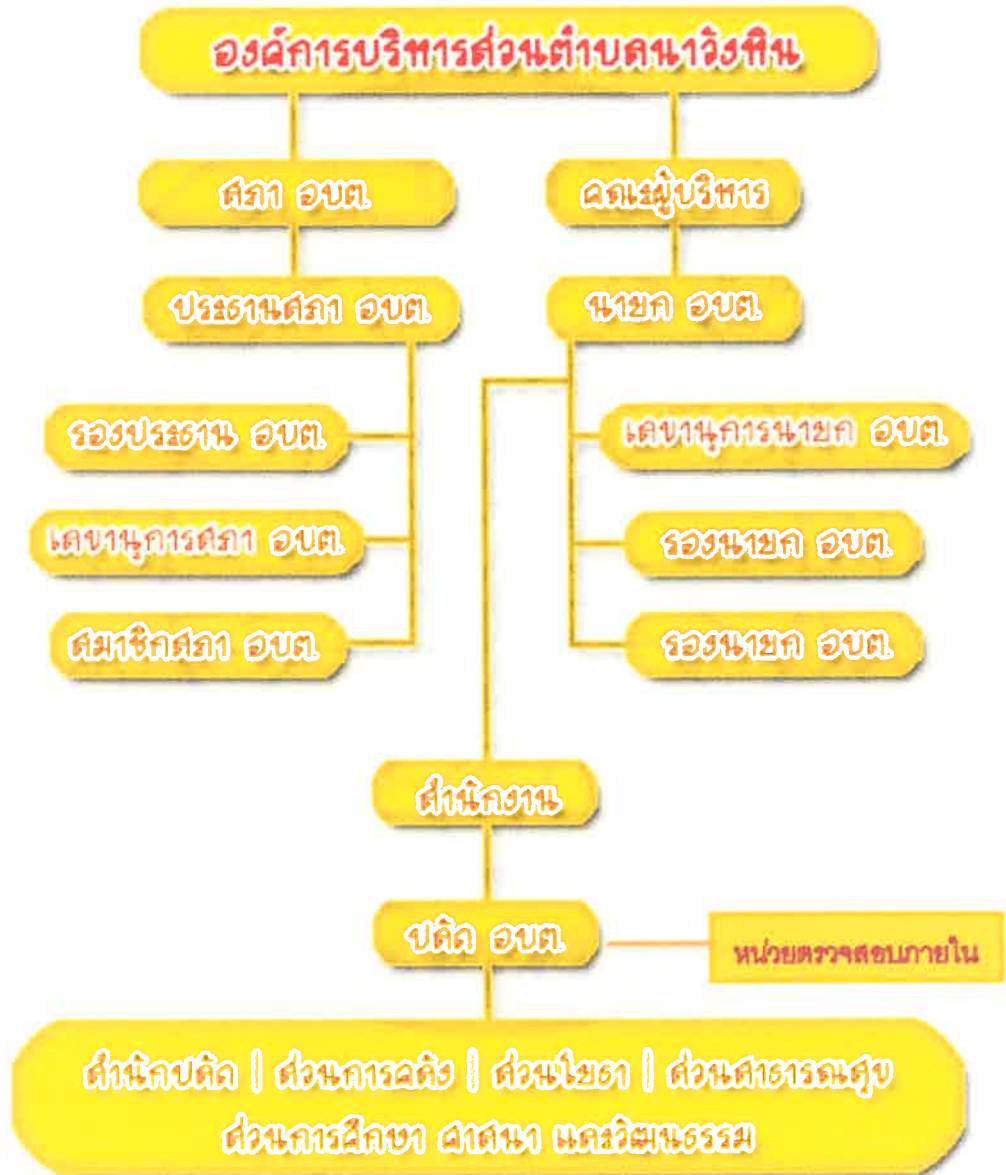 องค์การบริหารส่วนตำบลนาวังหิน
สภา อบต.
คณะผู้บริหาร
ประธานสภา อบต.
นายก อบต.
รองประธาน อบต.
เลขานุการนายก อบต.
เลขานุการสภา อบต.
รองนายก อบต.
สมาชิกสภา อบต.
รองนายก อบต.
สำนักงาน
ปลัด อบต.
หน่วยตรวจสอบภายใน
สำนักปลัด | ส่วนการคลัง | ส่วนโยธา | ส่วนสาธารณสุข
ส่วนการศึกษา ศาสนา และวัฒนธรรม